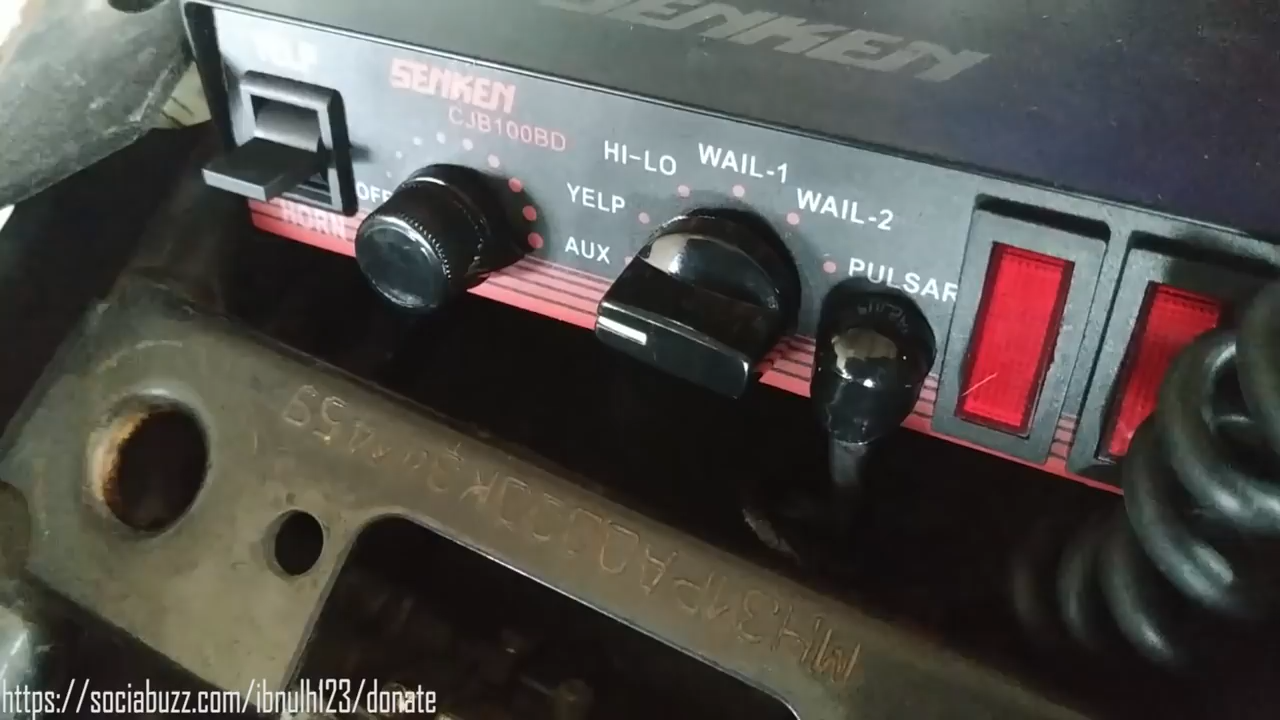 SENKEN
YELP
SENKEN
CJB100BD
OFF
HORN
HI-LO
WAIL-1
YELP
WAIL-2
AUX
PULSAR
https://sociabuzz.com/ibnulh123/donate